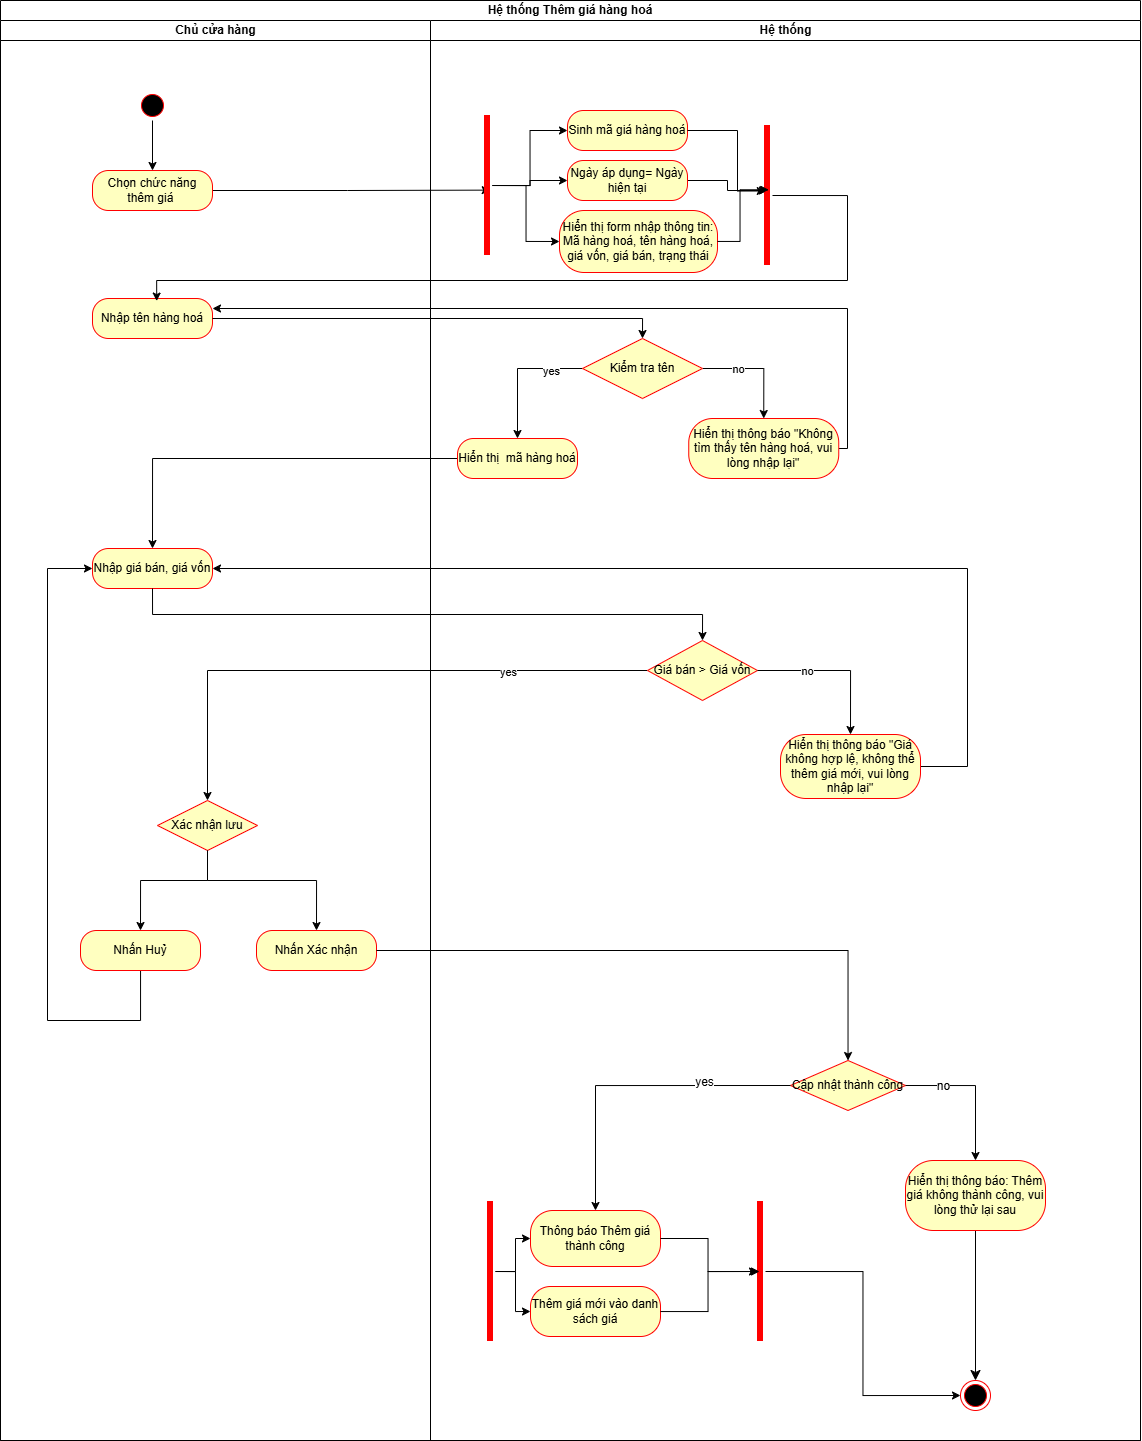 Hệ thống Thêm giá hàng hoá
Chủ cửa hàng
Hệ thống
Sinh mã giá hàng hoá
Chọn chức năng
thêm giá
Ngày áp dụng= Ngày
hiện tại
Hiển thị form nhập thông tin:
Mã hàng hoá, tên hàng hoá,
giá vốn, giá bán, trạng thái
Nhập tên hàng hoá
Kiểm tra tên
yes
no
Hiển thị thông báo "Không
tìm thấy tên hàng hoá, vui
lòng nhập lại"
Hiển thị  mã hàng hoá
Nhập giá bán, giá vốn
Giá bán > Giá vốn
yes
no
Hiển thị thông báo "Giá
không hợp lệ, không thể
thêm giá mới, vui lòng
nhập lại"
Xác nhận lưu
Nhấn Huỷ
Nhấn Xác nhận
Cập nhật thành công
yes
no
Hiển thị thông báo: Thêm
giá không thành công, vui
lòng thử lại sau
Thông báo Thêm giá
thành công
Thêm giá mới vào danh
sách giá